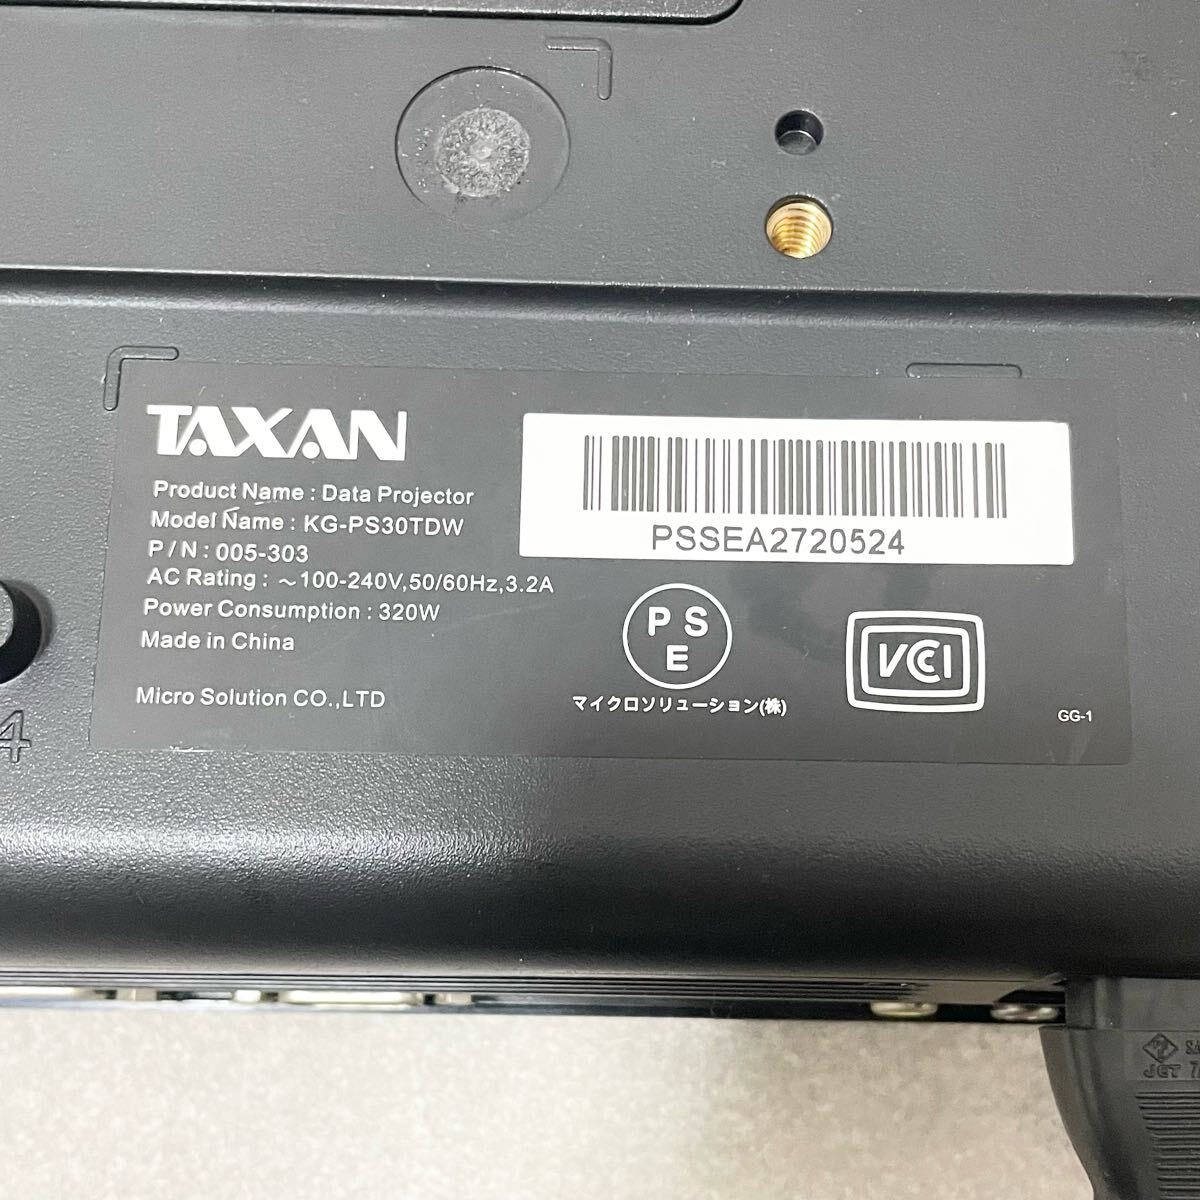 TAXAN
Product Name : Data Projector
Model Name : KG-PS30TDW
P / N : 005-303
AC Rating : ~100-240V,50/60Hz,3.2A
Power Consumption : 320W
Made in China
Micro Solution CO.,LTD
PSSEA2720524
P S
E
マイクロソリューション(株)
VCCI
GG-1
4
JET